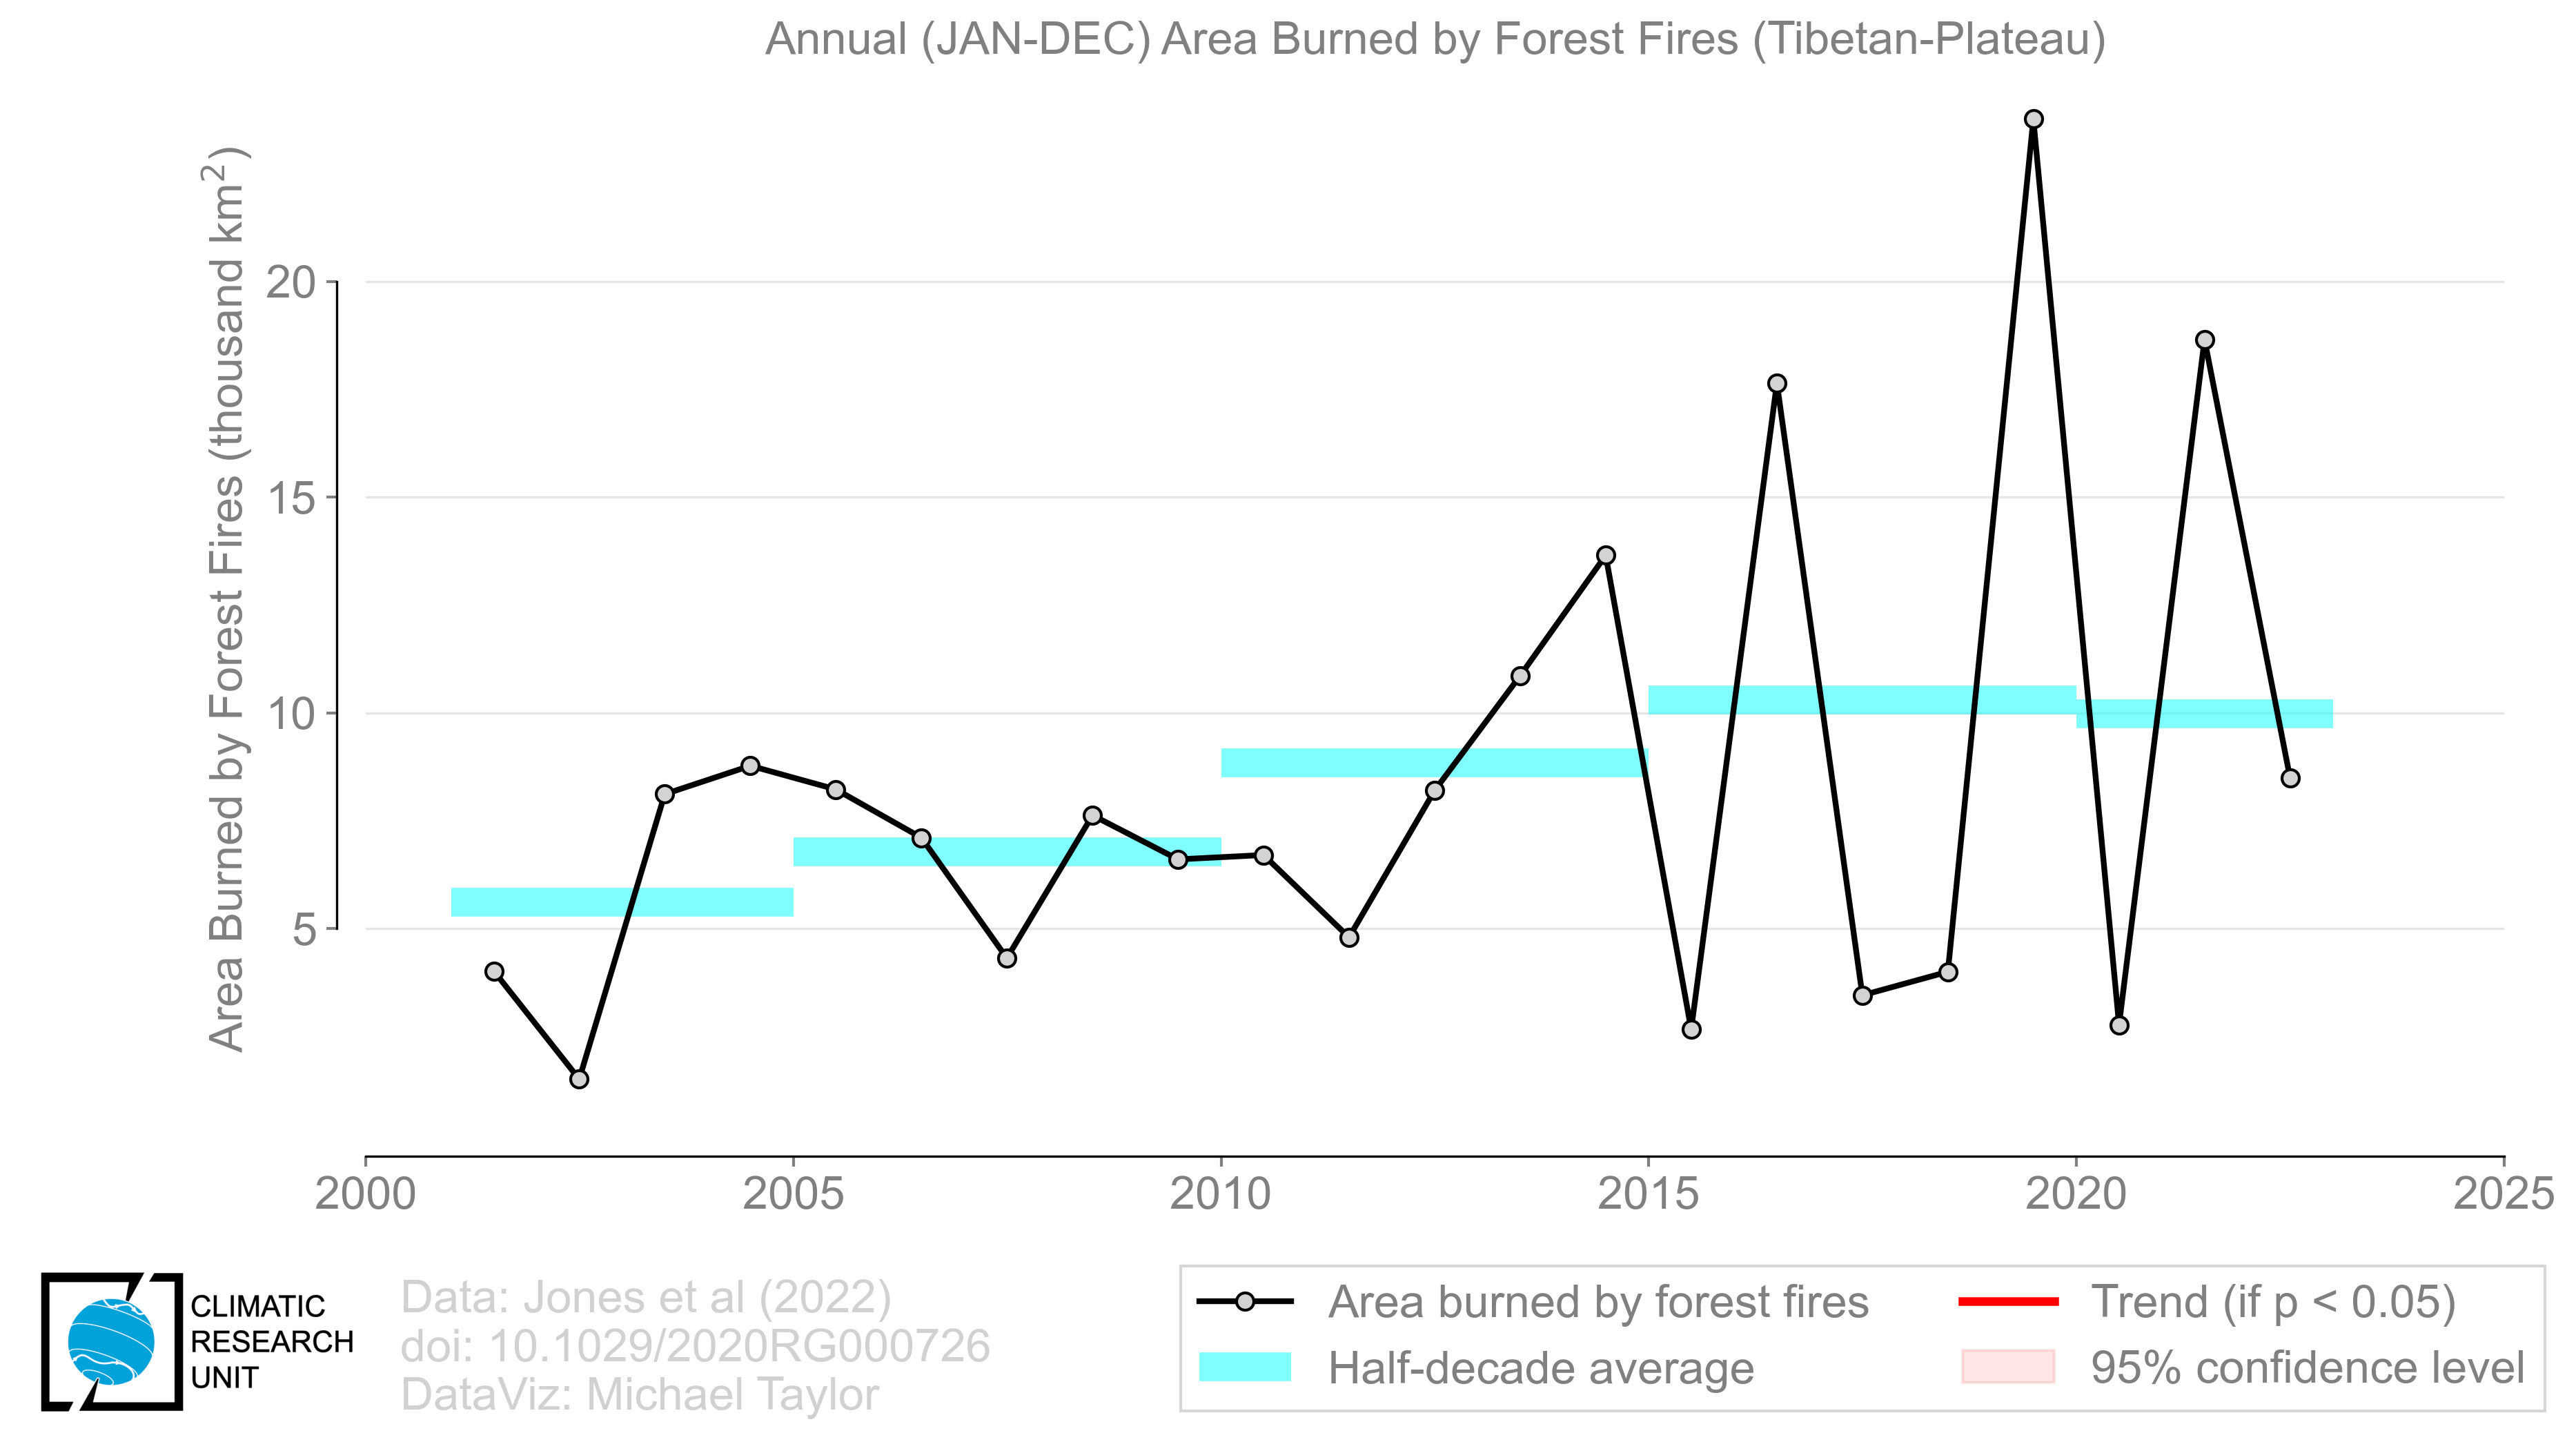 Annual (JAN-DEC) Area Burned by Forest Fires (Tibetan-Plateau)
Area Burned by Forest Fires (thousand km²)
20
15
10
5
2000 2005 2010 2015 2020 2025
CLIMATIC
RESEARCH
UNIT
Data: Jones et al (2022)
doi: 10.1029/2020RG000726
DataViz: Michael Taylor
Area burned by forest fires
Half-decade average
Trend (if p < 0.05)
95% confidence level